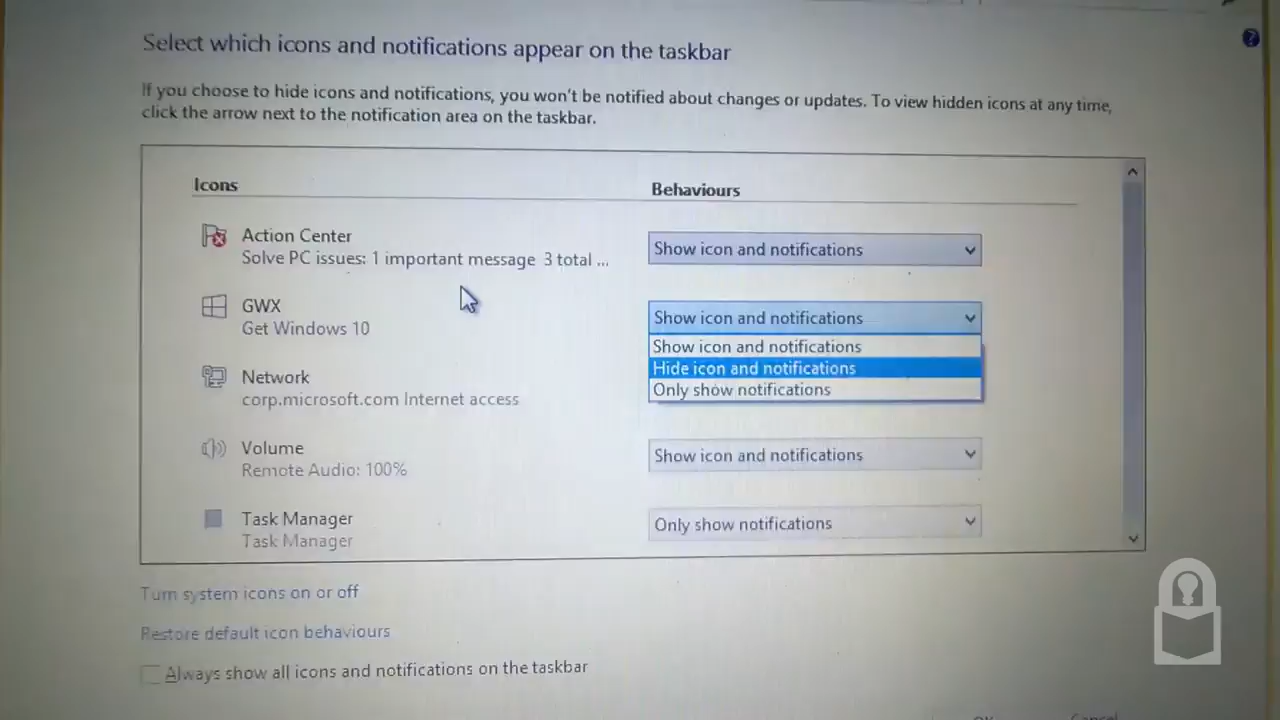 Select which icons and notifications appear on the taskbar
If you choose to hide icons and notifications, you won't be notified about changes or updates. To view hidden icons at any time,
click the arrow next to the notification area on the taskbar.
Icons
Behaviours
Action Center
Solve PC issues: 1 important message 3 total ...
Show icon and notifications
GWX
Get Windows 10
Show icon and notifications
Show icon and notifications
Hide icon and notifications
Only show notifications
Network
corp.microsoft.com Internet access
Volume
Remote Audio: 100%
Show icon and notifications
Task Manager
Task Manager
Only show notifications
Turn system icons on or off
Restore default icon behaviours
Always show all icons and notifications on the taskbar